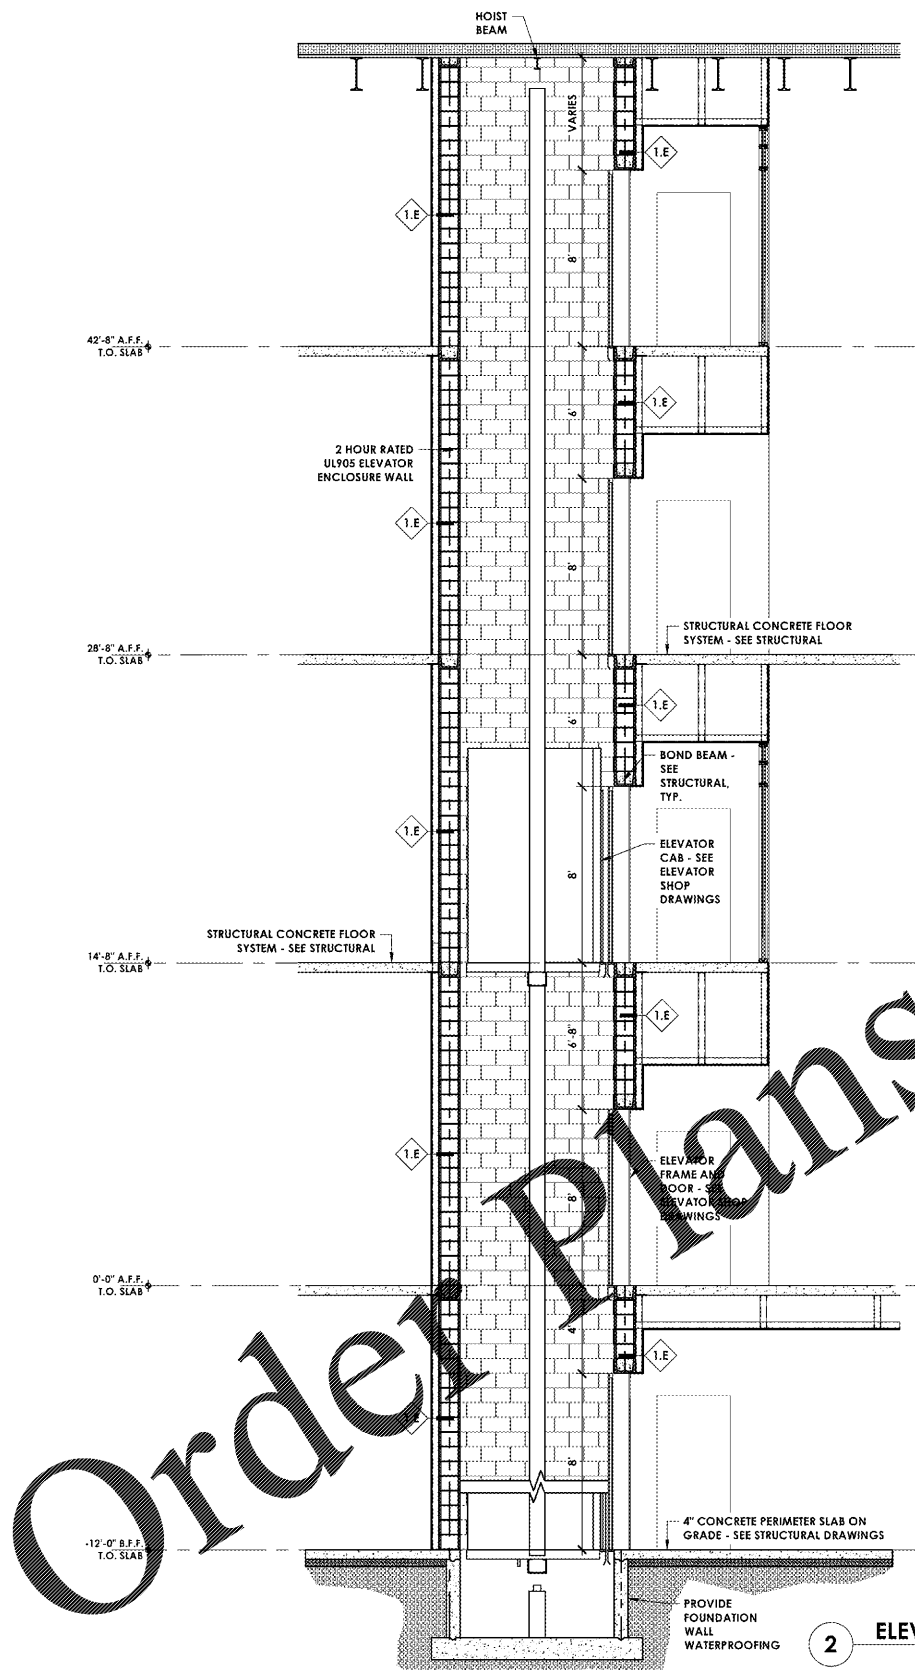 HOIST
BEAM
VARIES
1.E
1.E
8'
42'-8" A.F.F.
T.O. SLAB
1.E
6'
2 HOUR RATED
UL905 ELEVATOR
ENCLOSURE WALL
1.E
8'
STRUCTURAL CONCRETE FLOOR
SYSTEM - SEE STRUCTURAL
28'-8" A.F.F.
T.O. SLAB
1.E
6'
BOND BEAM -
SEE
STRUCTURAL,
TYP.
1.E
ELEVATOR
CAB - SEE
ELEVATOR
SHOP
DRAWINGS
8'
STRUCTURAL CONCRETE FLOOR
SYSTEM - SEE STRUCTURAL
14'-8" A.F.F.
T.O. SLAB
1.E
6'-8"
1.E
ELEVATOR
FRAME AND
DOOR - SEE
ELEVATOR SHOP
DRAWINGS
8'
0'-0" A.F.F.
T.O. SLAB
4'
1.E
1.E
8'
4" CONCRETE PERIMETER SLAB ON
GRADE - SEE STRUCTURAL DRAWINGS
-12'-0" B.F.F.
T.O. SLAB
PROVIDE
FOUNDATION
WALL
WATERPROOFING
2
ELEV
Order Plans